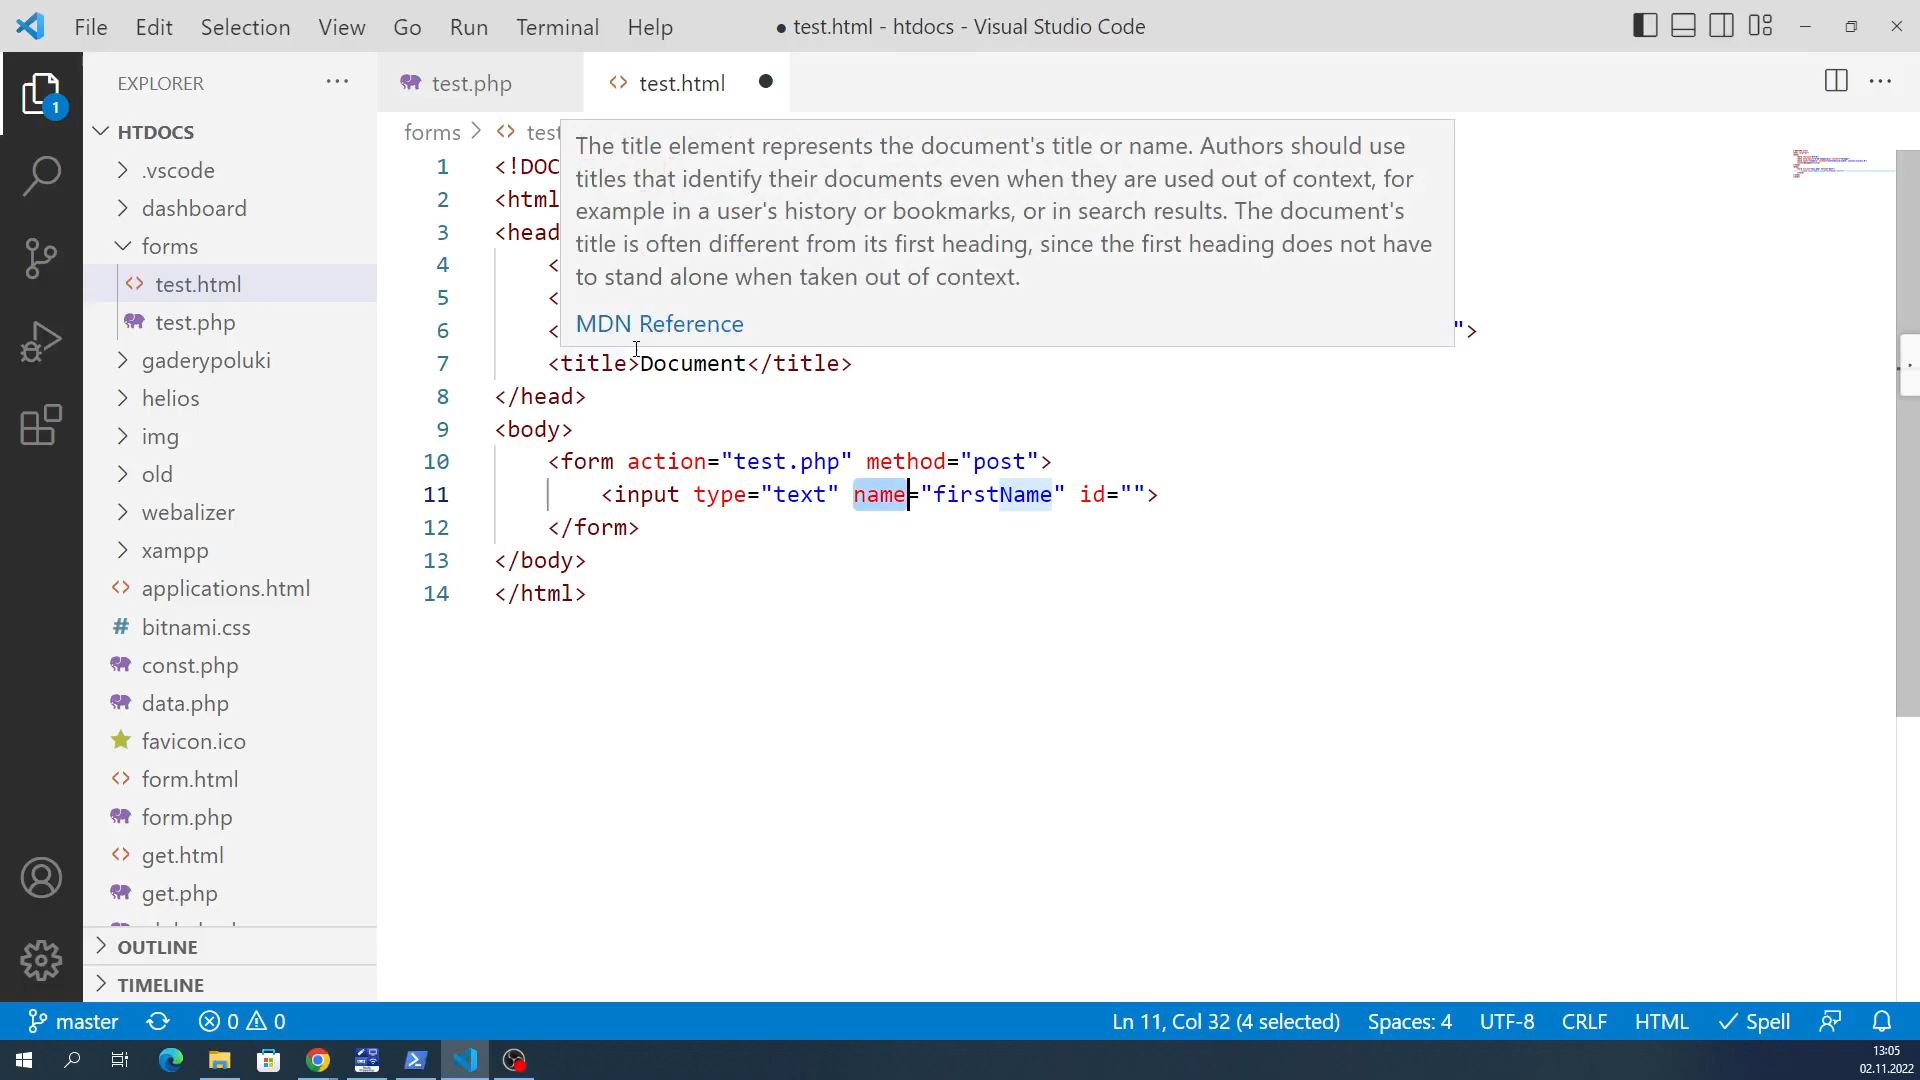 File Edit Selection View Go Run Terminal Help
● test.html - htdocs - Visual Studio Code
EXPLORER
1
HTDOCS
.vscode
dashboard
forms
test.html
test.php
gaderypoluki
helios
img
old
webalizer
xampp
applications.html
bitnami.css
const.php
data.php
favicon.ico
form.html
form.php
get.html
get.php
OUTLINE
TIMELINE
test.php
test.html
forms > test
The title element represents the document's title or name. Authors should use
titles that identify their documents even when they are used out of context, for
example in a user's history or bookmarks, or in search results. The document's
title is often different from its first heading, since the first heading does not have
to stand alone when taken out of context.
MDN Reference
1 <!DOC
2 <html
3 <head
4 <
5 <
6 < ">
7 <title>Document</title>
8 </head>
9 <body>
10 <form action="test.php" method="post">
11 <input type="text" name="firstName" id="">
12 </form>
13 </body>
14 </html>
master 0 0 Ln 11, Col 32 (4 selected) Spaces: 4 UTF-8 CRLF HTML Spell
13:05
02.11.2022